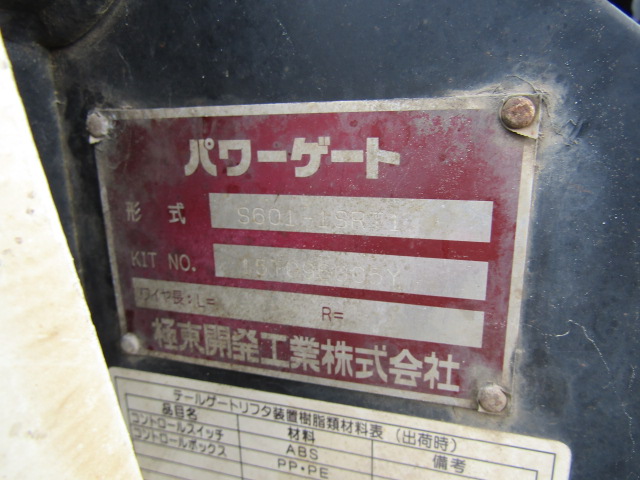 パワーゲート
形式
KIT NO.
ワイヤ長:L= R=
極東開発工業株式会社
テールゲートリフタ装置樹脂類材料表(出荷時)
品目名 材料 備考
コントロールスイッチ ABS
コントロールボックス PP・PE